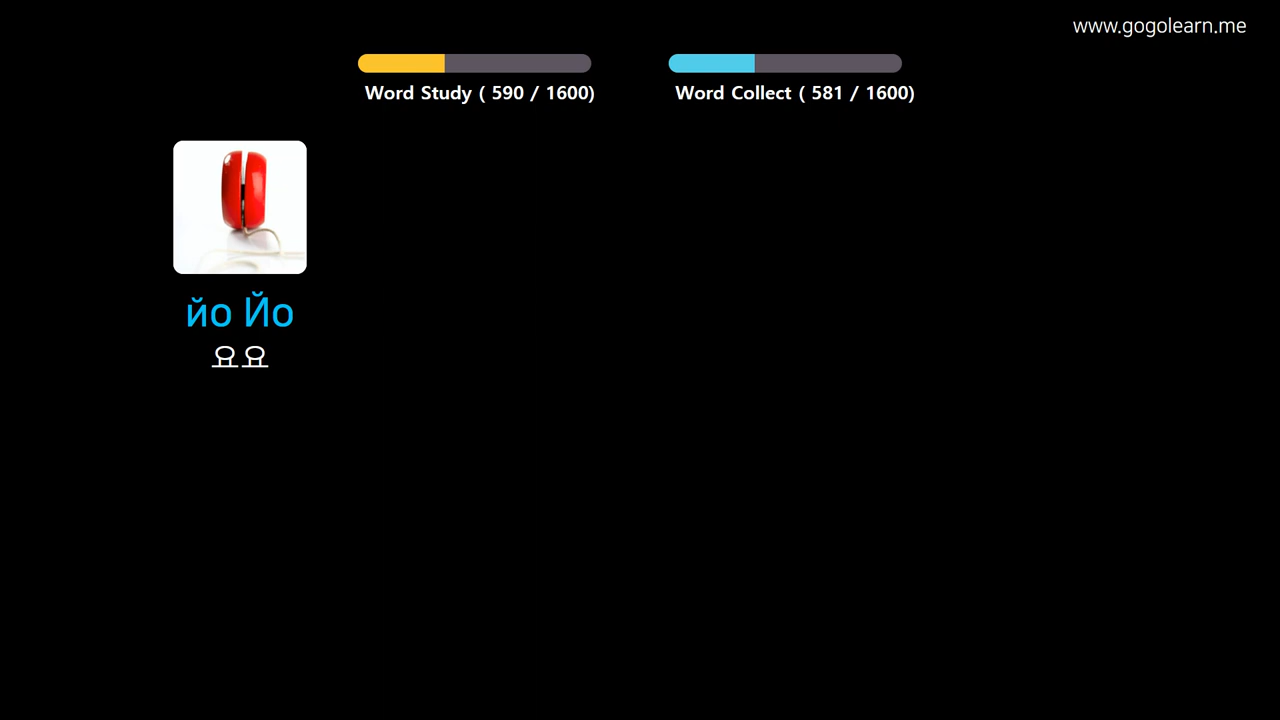 www.gogolearn.me
Word Study ( 590 / 1600)
Word Collect ( 581 / 1600)
йо Йо
요요